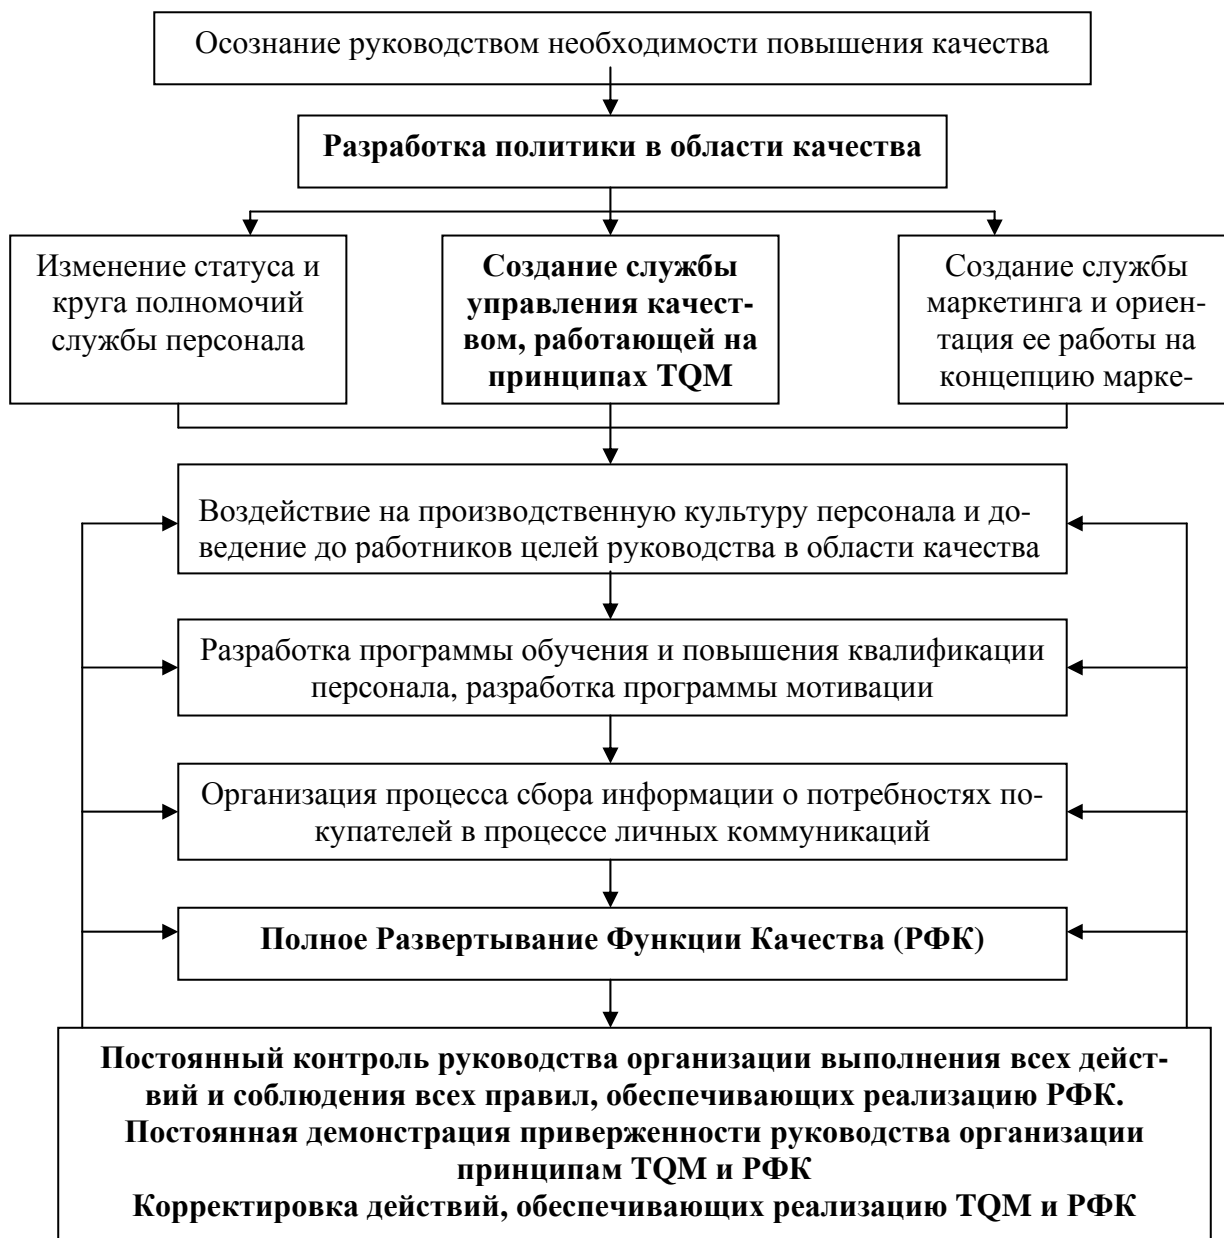 Осознание руководством необходимости повышения качества
Разработка политики в области качества
Изменение статуса и
круга полномочий
службы персонала
Создание службы
управления качест-
вом, работающей на
принципах TQM
Создание службы
маркетинга и ориен-
тация ее работы на
концепцию марке-
Воздействие на производственную культуру персонала и до-
ведение до работников целей руководства в области качества
Разработка программы обучения и повышения квалификации
персонала, разработка программы мотивации
Организация процесса сбора информации о потребностях по-
купателей в процессе личных коммуникаций
Полное Развертывание Функции Качества (РФК)
Постоянный контроль руководства организации выполнения всех дейст-
вий и соблюдения всех правил, обеспечивающих реализацию РФК.
Постоянная демонстрация приверженности руководства организации
принципам TQM и РФК
Корректировка действий, обеспечивающих реализацию TQM и РФК